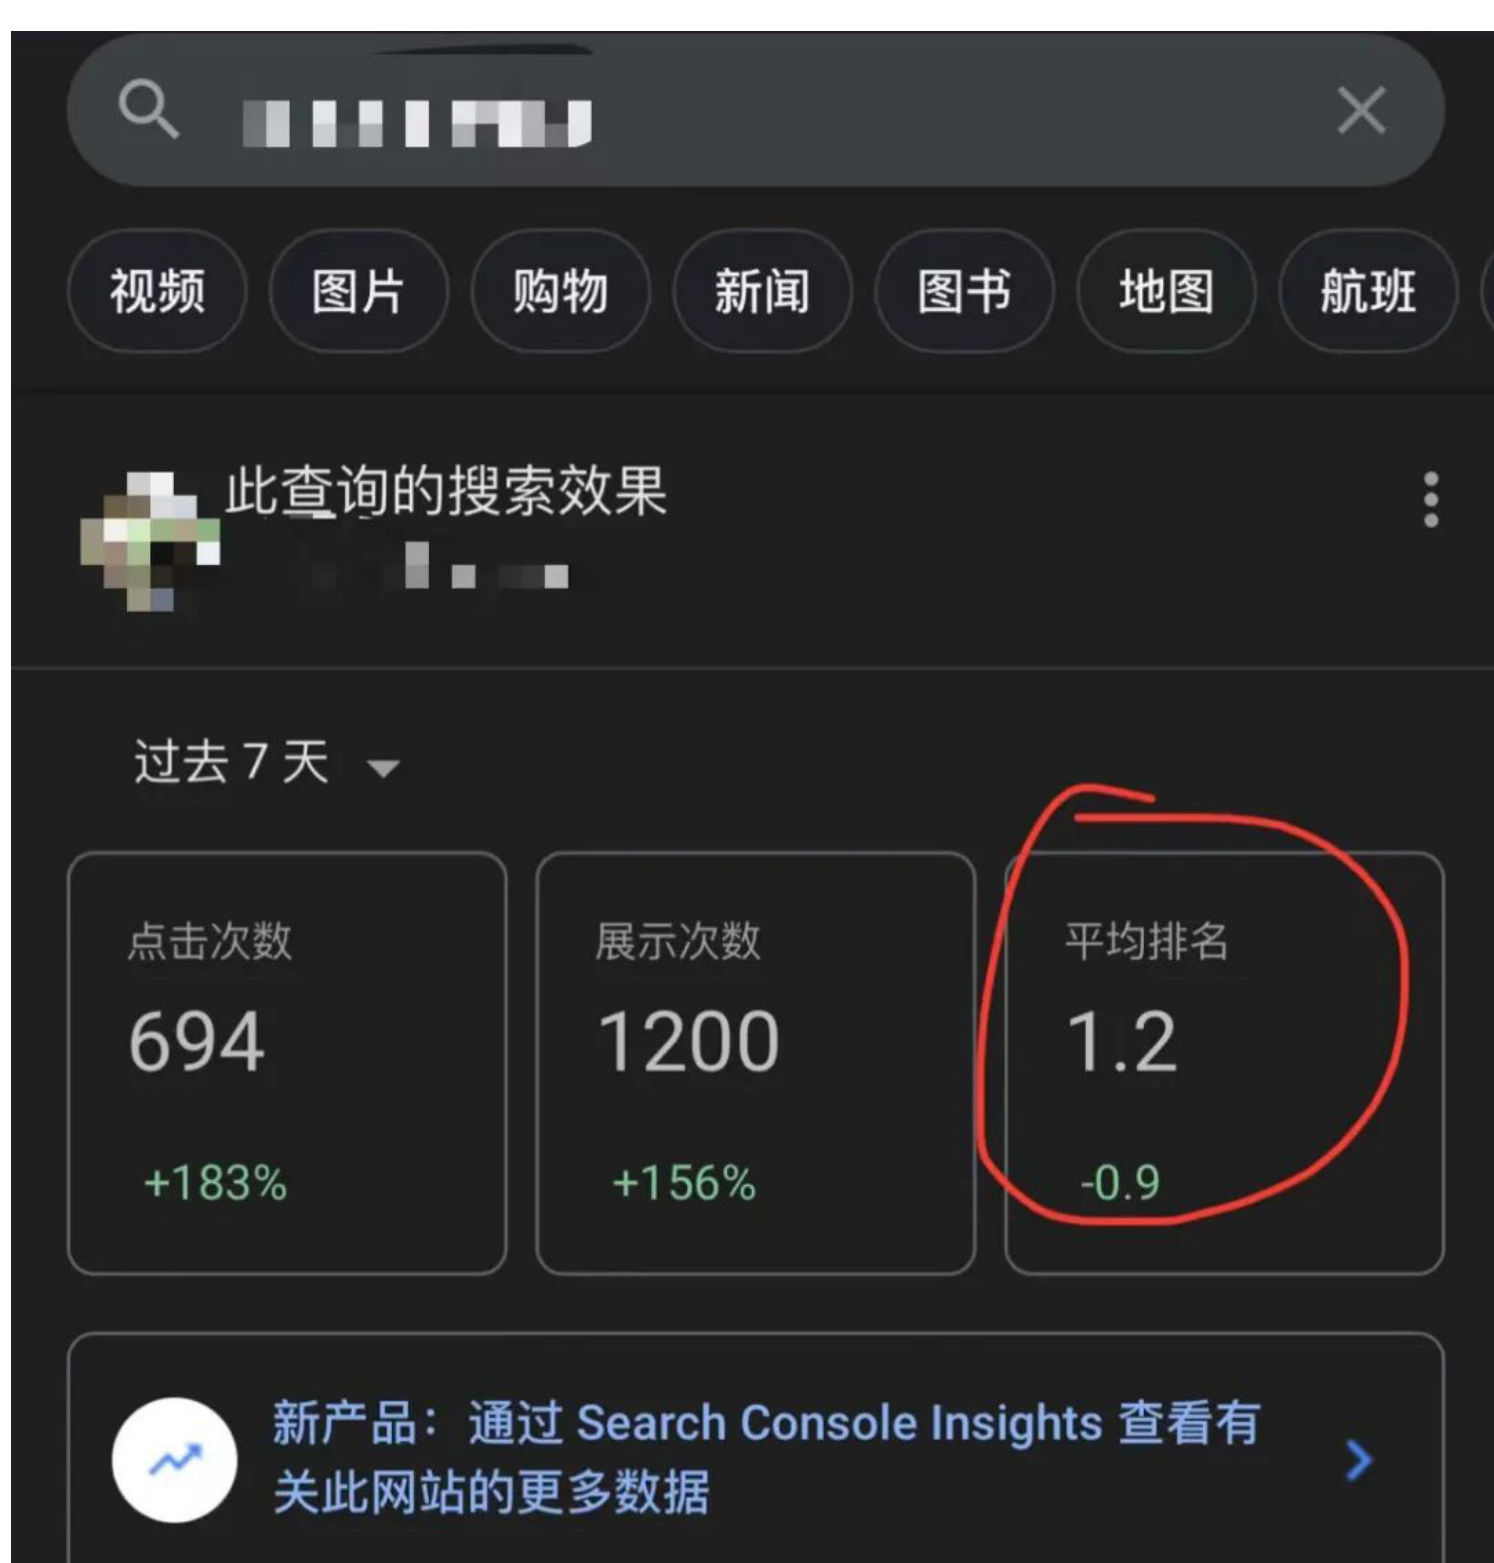 视频 图片 购物 新闻 图书 地图 航班
此查询的搜索效果
过去 7 天
点击次数 展示次数 平均排名
694 1200 1.2
+183% +156% -0.9
新产品：通过 Search Console Insights 查看有
关此网站的更多数据